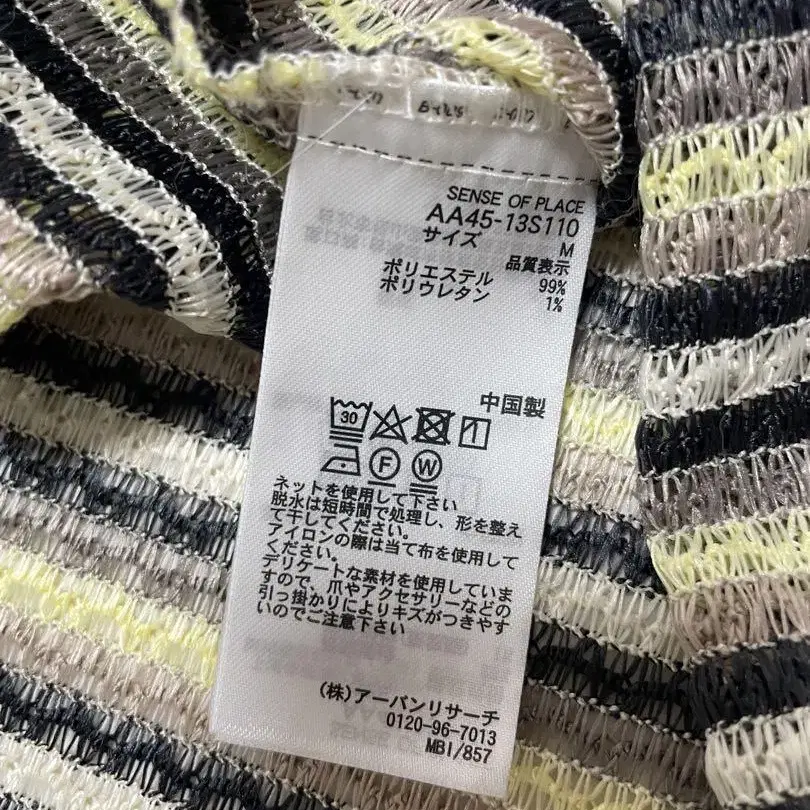 SENSE OF PLACE
AA45-13S110
サイズ M
品質表示
ポリエステル 99%
ポリウレタン 1%
中国製
30
F W
ネットを使用して下さい
脱水は短時間で処理し、形を整え
て干してください。
アイロンの際は当て布を使用して
ください。
デリケートな素材を使用していま
すので、爪やアクセサリーなどの
引っ掛かりによりキズがつきやす
いのでご注意下さい
(株)アーバンリサーチ
0120-96-7013
MBI/857